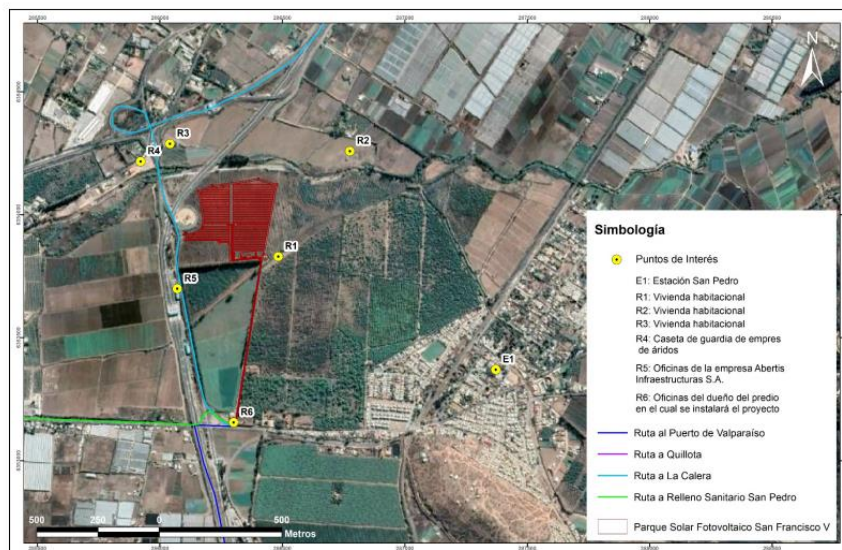 N
R3
R4
R2
R1
R5
E1
R6
Simbología
Puntos de Interés
E1: Estación San Pedro
R1: Vivienda habitacional
R2: Vivienda habitacional
R3: Vivienda habitacional
R4: Caseta de guardia de empres
de áridos
R5: Oficinas de la empresa Abertis
Infraestructuras S.A.
R6: Oficinas del dueño del predio
en el cual se instalará el proyecto
Ruta al Puerto de Valparaíso
Ruta a Quillota
Ruta a La Calera
Ruta a Relleno Sanitario San Pedro
Parque Solar Fotovoltaico San Francisco V
500 250 0 500
Metros